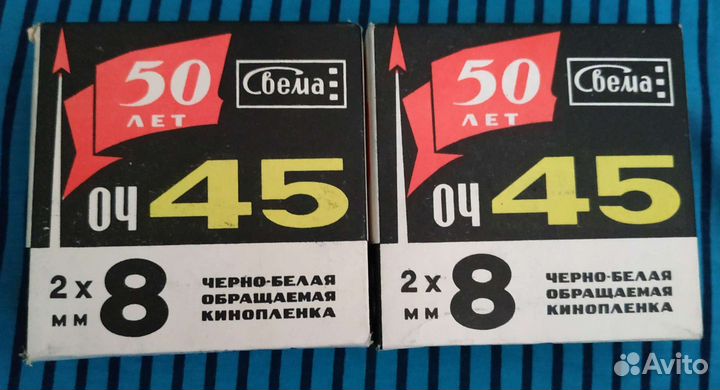 50
ЛЕТ
Свема
ОЧ 45
2 х 8
мм
ЧЕРНО-БЕЛАЯ
ОБРАЩАЕМАЯ
КИНОПЛЕНКА
50
ЛЕТ
Свема
ОЧ 45
2 х 8
мм
ЧЕРНО-БЕЛАЯ
ОБРАЩАЕМАЯ
КИНОПЛЕНКА
Avito